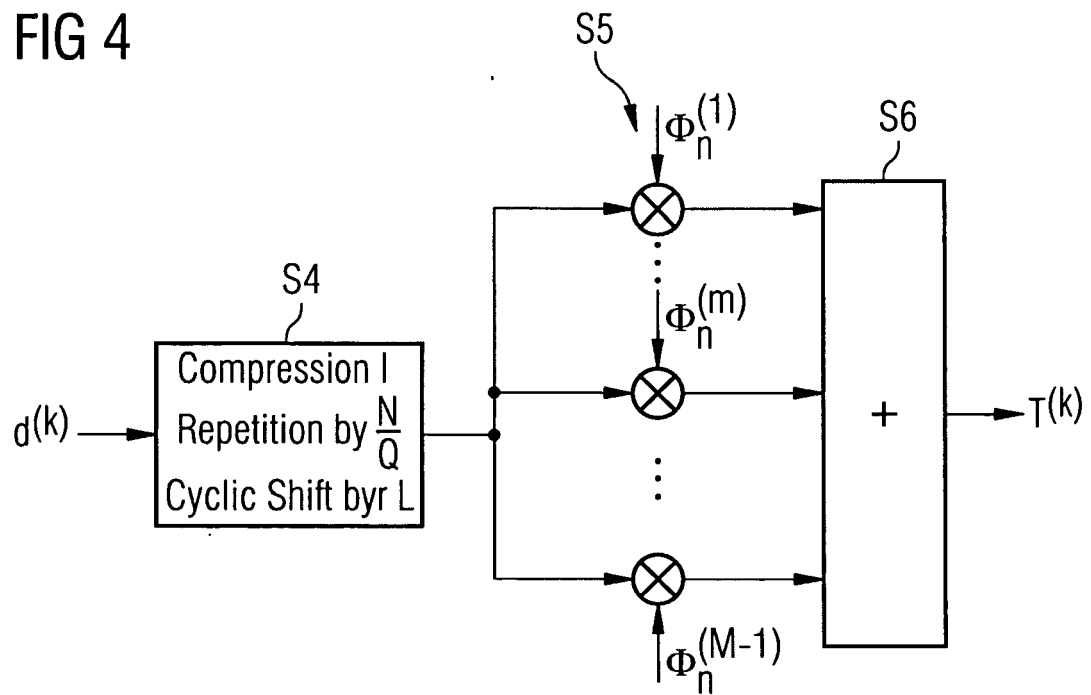 FIG 4
S5
Φn(1)
S6
S4
Φn(m)
Compression I
d(k)
Repetition by N/Q
Cyclic Shift byr L
+
T(k)
Φn(M-1)